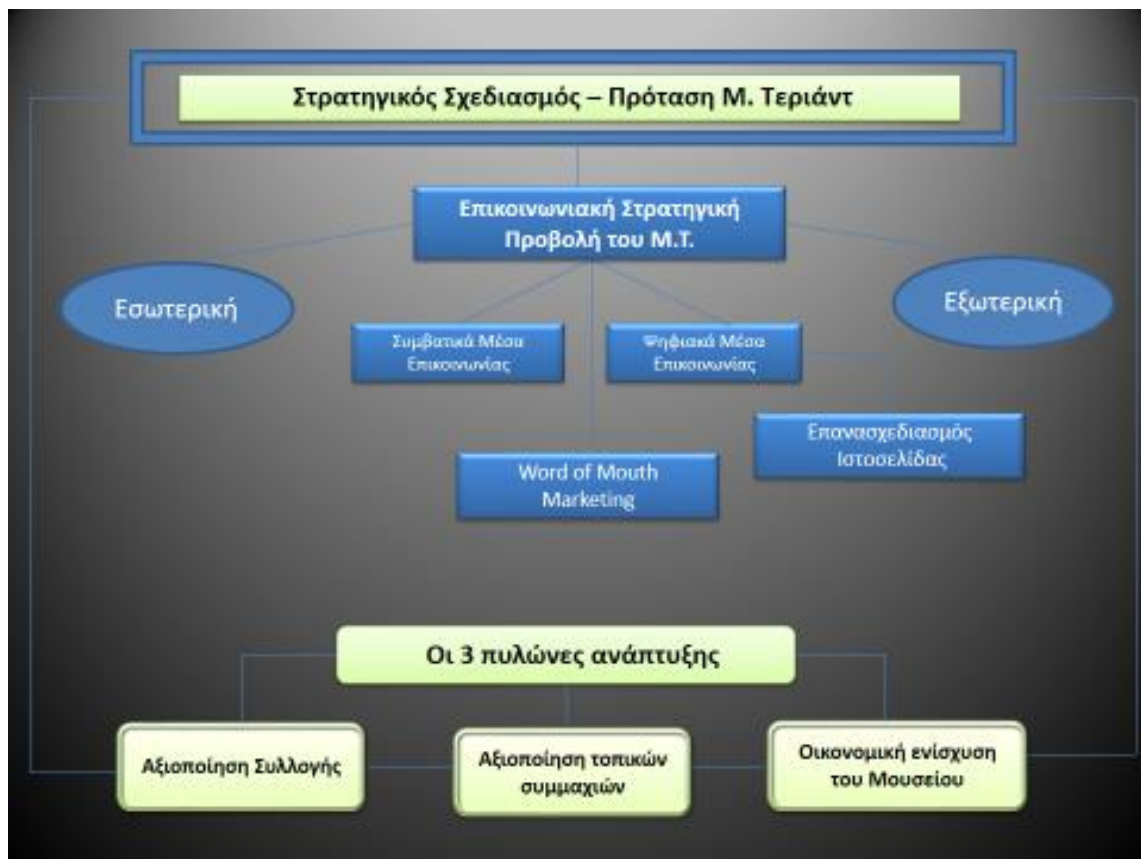 Στρατηγικός Σχεδιασμός – Πρόταση Μ. Τεριάντ
Επικοινωνιακή Στρατηγική
Προβολή του Μ.Τ.
Εσωτερική
Εξωτερική
Συμβατικά Μέσα
Επικοινωνίας
Ψηφιακά Μέσα
Επικοινωνίας
Επανασχεδιασμός
Ιστοσελίδας
Word of Mouth
Marketing
Οι 3 πυλώνες ανάπτυξης
Αξιοποίηση Συλλογής
Αξιοποίηση τοπικών
συμμαχιών
Οικονομική ενίσχυση
του Μουσείου